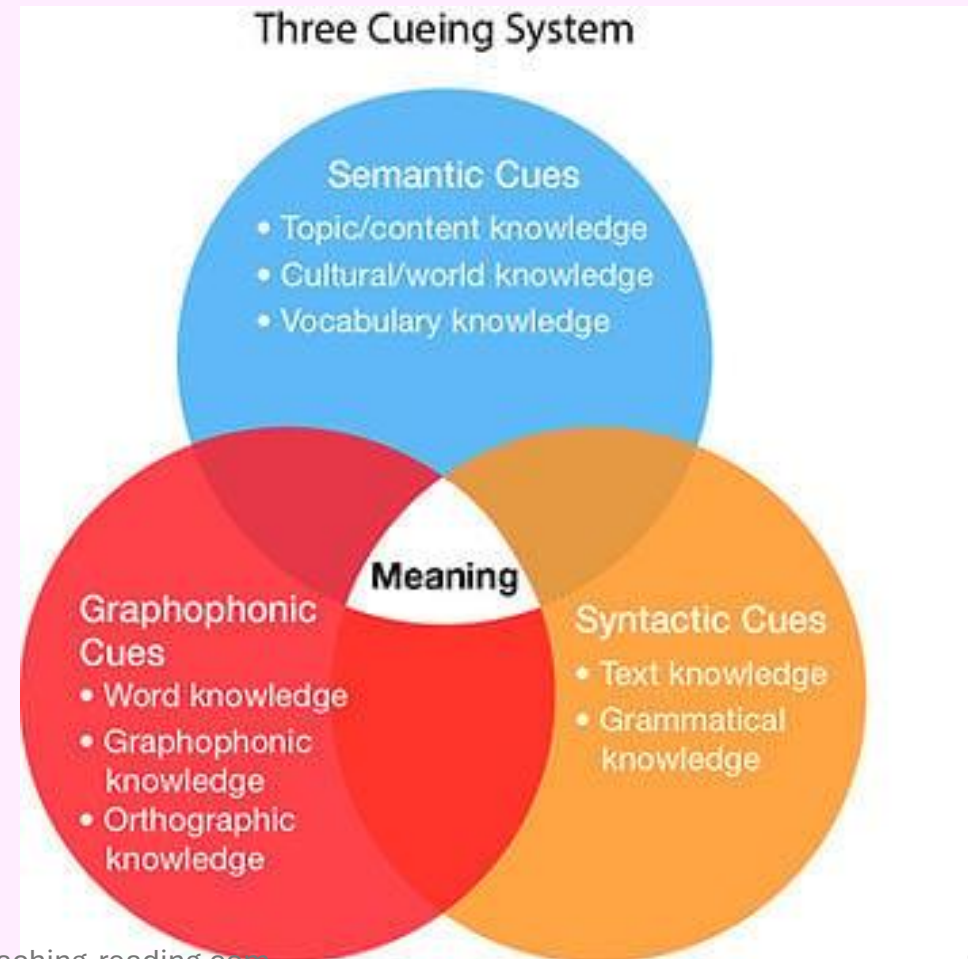 Three Cueing System
Semantic Cues
• Topic/content knowledge
• Cultural/world knowledge
• Vocabulary knowledge
Meaning
Graphophonic
Cues
• Word knowledge
• Graphophonic
knowledge
• Orthographic
knowledge
Syntactic Cues
• Text knowledge
• Grammatical
knowledge